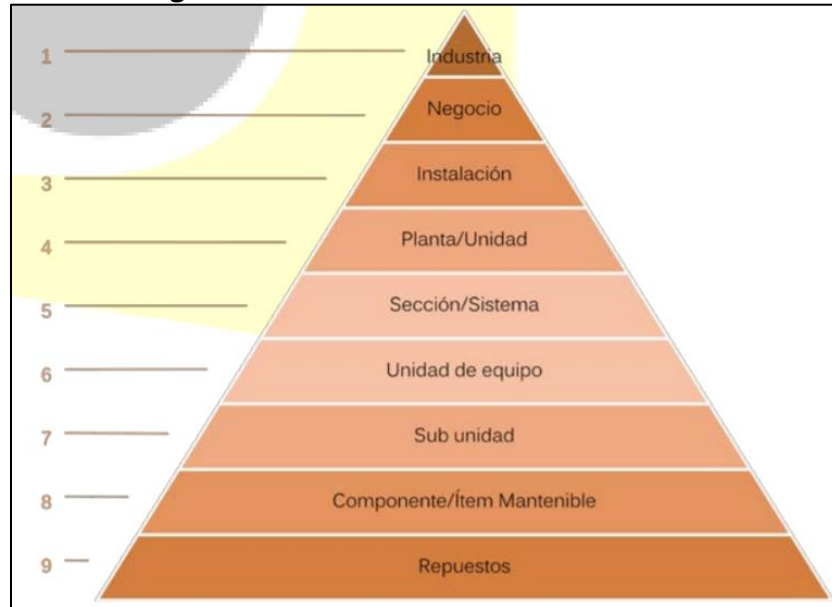 1 Industria
2 Negocio
3 Instalación
4 Planta/Unidad
5 Sección/Sistema
6 Unidad de equipo
7 Sub unidad
8 Componente/Ítem Mantenible
9 Repuestos